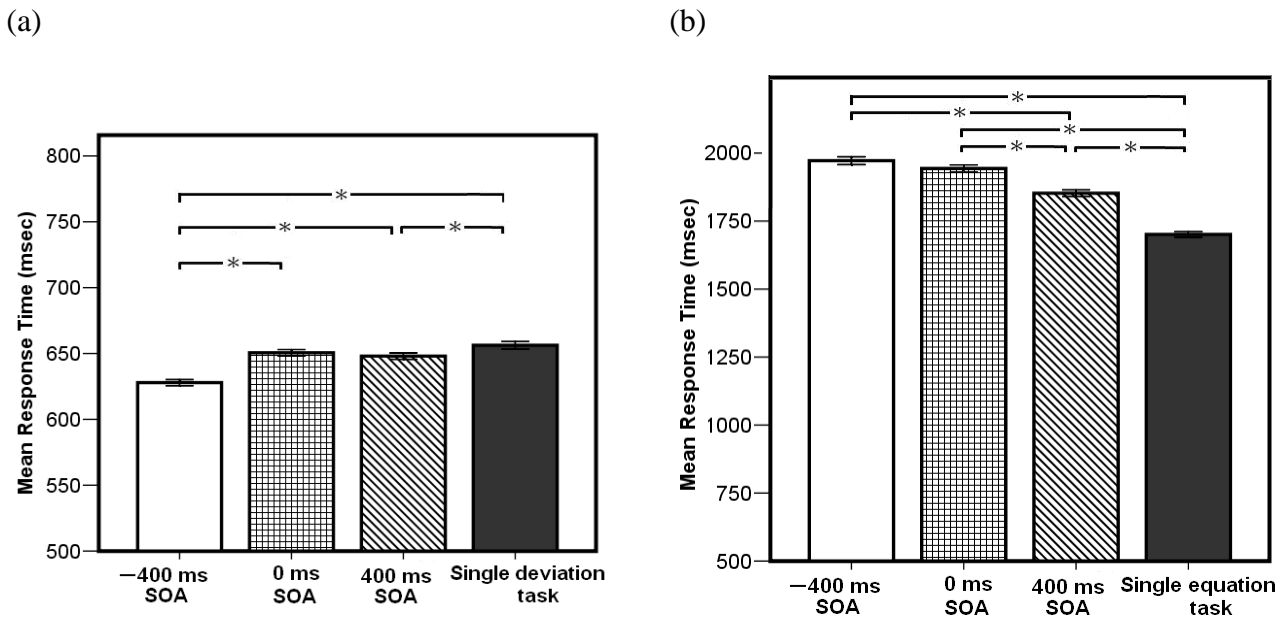 (a)
Mean Response Time (msec)
800
750
700
650
600
550
500
*
*
*
*
−400 ms
SOA
0 ms
SOA
400 ms
SOA
Single deviation
task
(b)
Mean Response Time (msec)
2000
1750
1500
1250
1000
750
500
*
*
*
*
*
−400 ms
SOA
0 ms
SOA
400 ms
SOA
Single equation
task